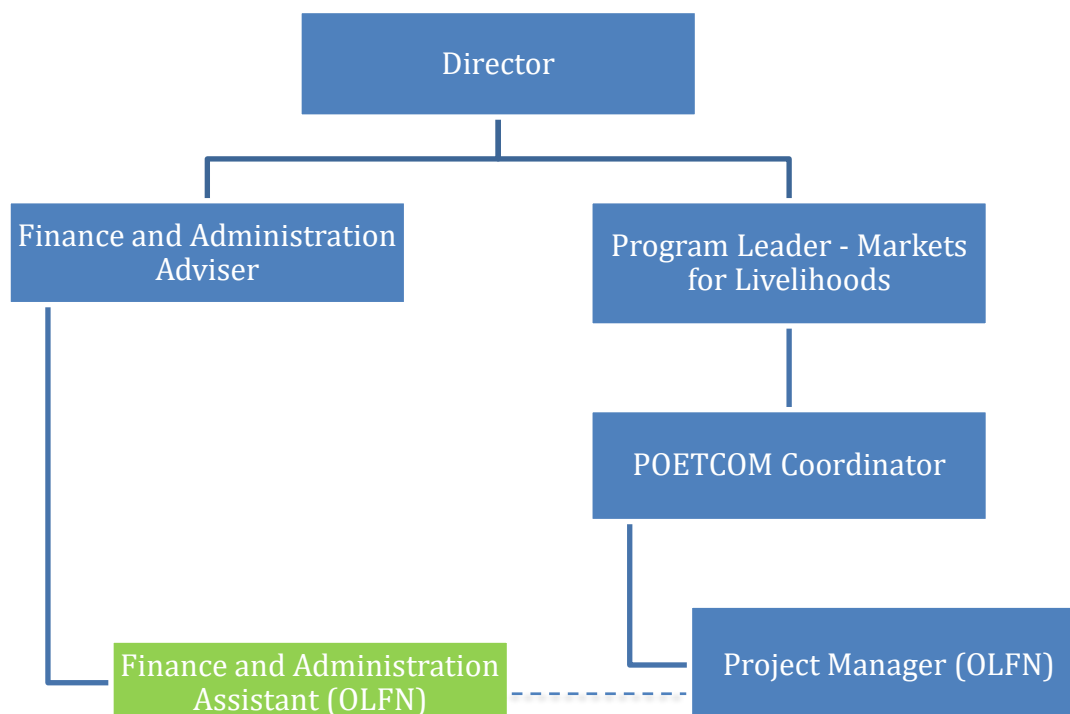 Director
Finance and Administration
Adviser
Program Leader - Markets
for Livelihoods
POETCOM Coordinator
Finance and Administration
Assistant (OLFN)
Project Manager (OLFN)